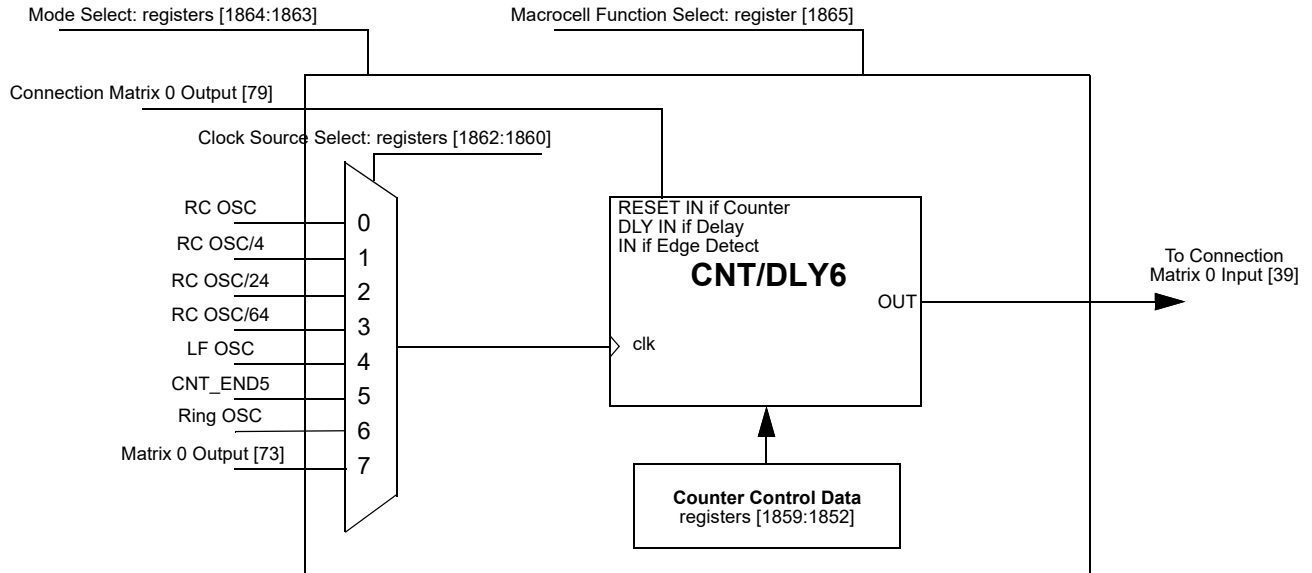 Mode Select: registers [1864:1863]
Macrocell Function Select: register [1865]
Connection Matrix 0 Output [79]
Clock Source Select: registers [1862:1860]
RC OSC
0
RC OSC/4
1
RC OSC/24
2
RC OSC/64
3
LF OSC
4
CNT_END5
5
Ring OSC
6
Matrix 0 Output [73]
7
RESET IN if Counter
DLY IN if Delay
IN if Edge Detect
CNT/DLY6
OUT
clk
To Connection
Matrix 0 Input [39]
Counter Control Data
registers [1859:1852]